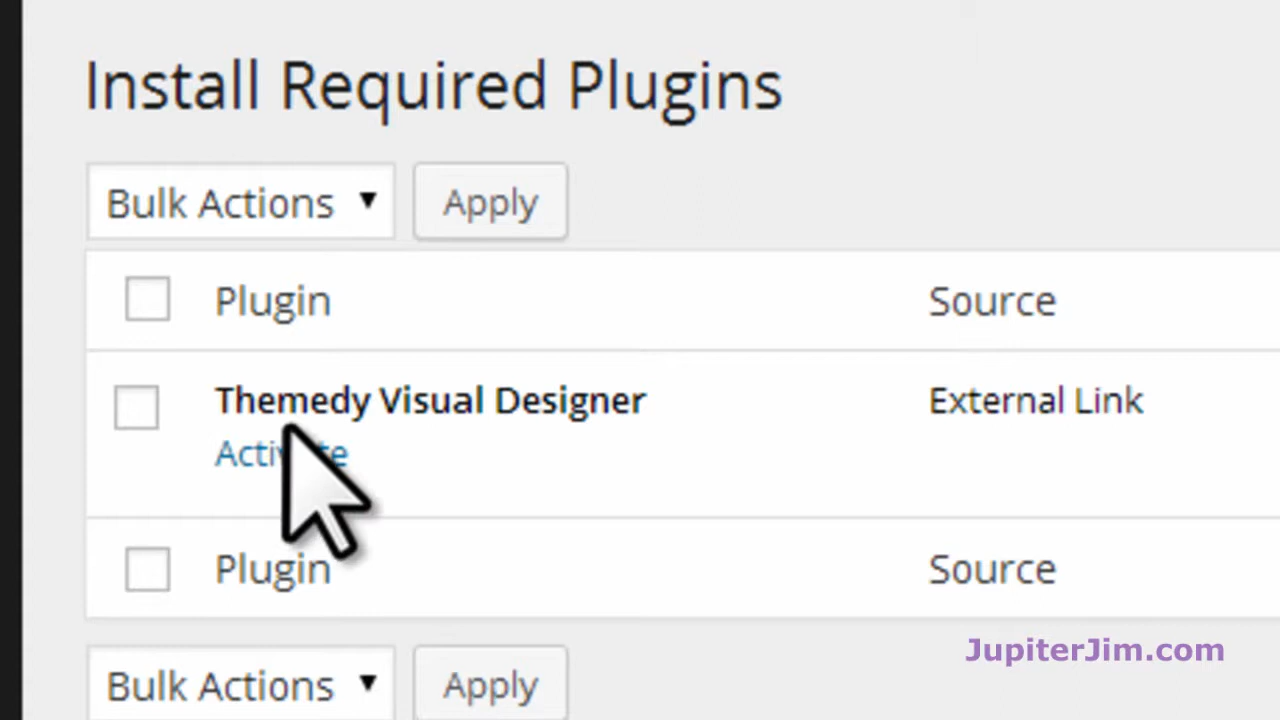 Install Required Plugins
Bulk Actions Apply
Plugin Source
Themedy Visual Designer External Link
Activate
Plugin Source
JupiterJim.com
Bulk Actions Apply